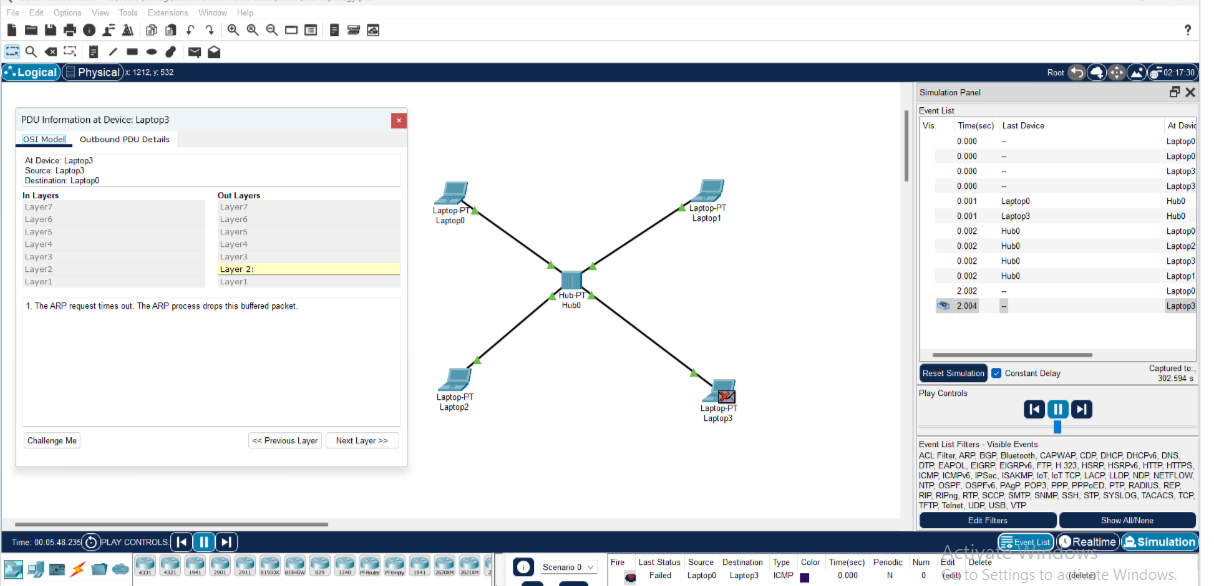 File Edit Options View Tools Extensions Window Help
?
Logical Physical x: 1212, y: 532
Root 02:17:30
PDU Information at Device: Laptop3
OSI Model Outbound PDU Details
At Device: Laptop3
Source: Laptop3
Destination: Laptop0
In Layers Out Layers
Layer7 Layer7
Layer6 Layer6
Layer5 Layer5
Layer4 Layer4
Layer3 Layer3
Layer2 Layer 2:
Layer1 Layer1
1. The ARP request times out. The ARP process drops this buffered packet.
Challenge Me << Previous Layer Next Layer >>
Laptop-PT
Laptop0
Laptop-PT
Laptop1
Hub-PT
Hub0
Laptop-PT
Laptop2
Laptop-PT
Laptop3
Simulation Panel
Event List
Vis. Time(sec) Last Device At Devic
0.000 -- Laptop0
0.000 -- Laptop0
0.000 -- Laptop3
0.000 -- Laptop3
0.001 Laptop0 Hub0
0.001 Laptop3 Hub0
0.002 Hub0 Laptop0
0.002 Hub0 Laptop2
0.002 Hub0 Laptop3
0.002 Hub0 Laptop1
2.002 -- Laptop0
2.004 -- Laptop3
Reset Simulation Constant Delay Captured to:
302.594 s
Play Controls
Event List Filters - Visible Events
ACL Filter, ARP, BGP, Bluetooth, CAPWAP, CDP, DHCP, DHCPv6, DNS,
DTP, EAPOL, EIGRP, EIGRPv6, FTP, H.323, HSRP, HSRPv6, HTTP, HTTPS,
ICMP, ICMPv6, IPSec, ISAKMP, IoT, IoT TCP, LACP, LLDP, NDP, NETFLOW,
NTP, OSPF, OSPFv6, PAgP, POP3, PPP, PPPoED, PTP, RADIUS, REP,
RIP, RIPng, RTP, SCCP, SMTP, SNMP, SSH, STP, SYSLOG, TACACS, TCP,
TFTP, Telnet, UDP, USB, VTP
Edit Filters Show All/None
Time: 00:05:48.235 PLAY CONTROLS:
Event List Realtime Simulation
Activate Windows
Go to Settings to activate Windows.
4331 4321 1941 2901 2911 819HGW 829 1240 PT-Router PT-Empty 1841 2620XM 2621XM
Scenario 0
Fire Last Status Source Destination Type Color Time(sec) Periodic Num Edit Delete
Failed Laptop0 Laptop3 ICMP 0.000 N 0 (edit) (delete)